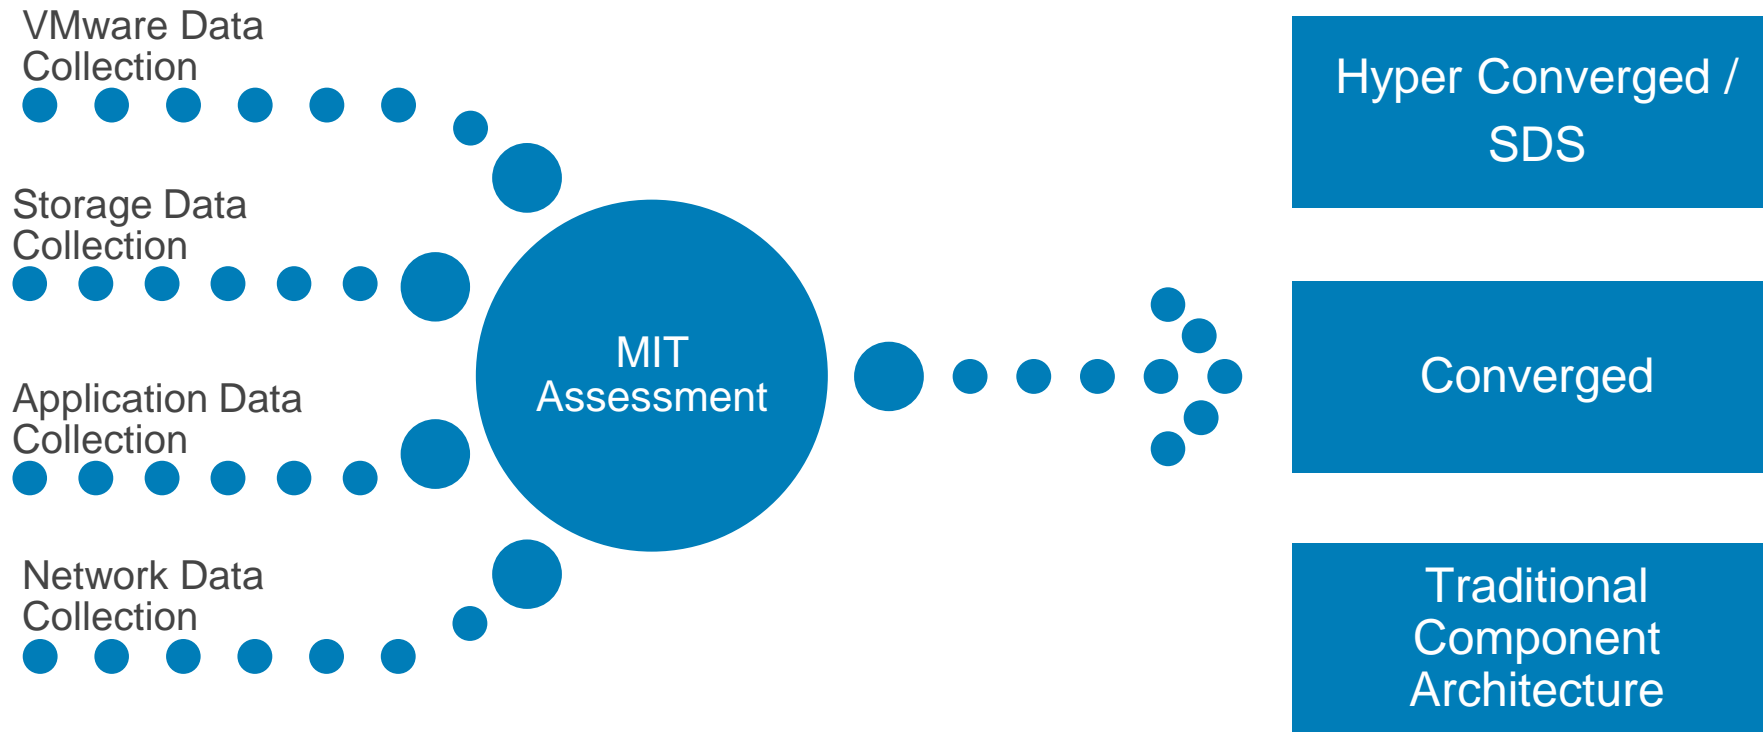 VMware Data
Collection
Storage Data
Collection
Application Data
Collection
Network Data
Collection
MIT
Assessment
Hyper Converged /
SDS
Converged
Traditional
Component
Architecture